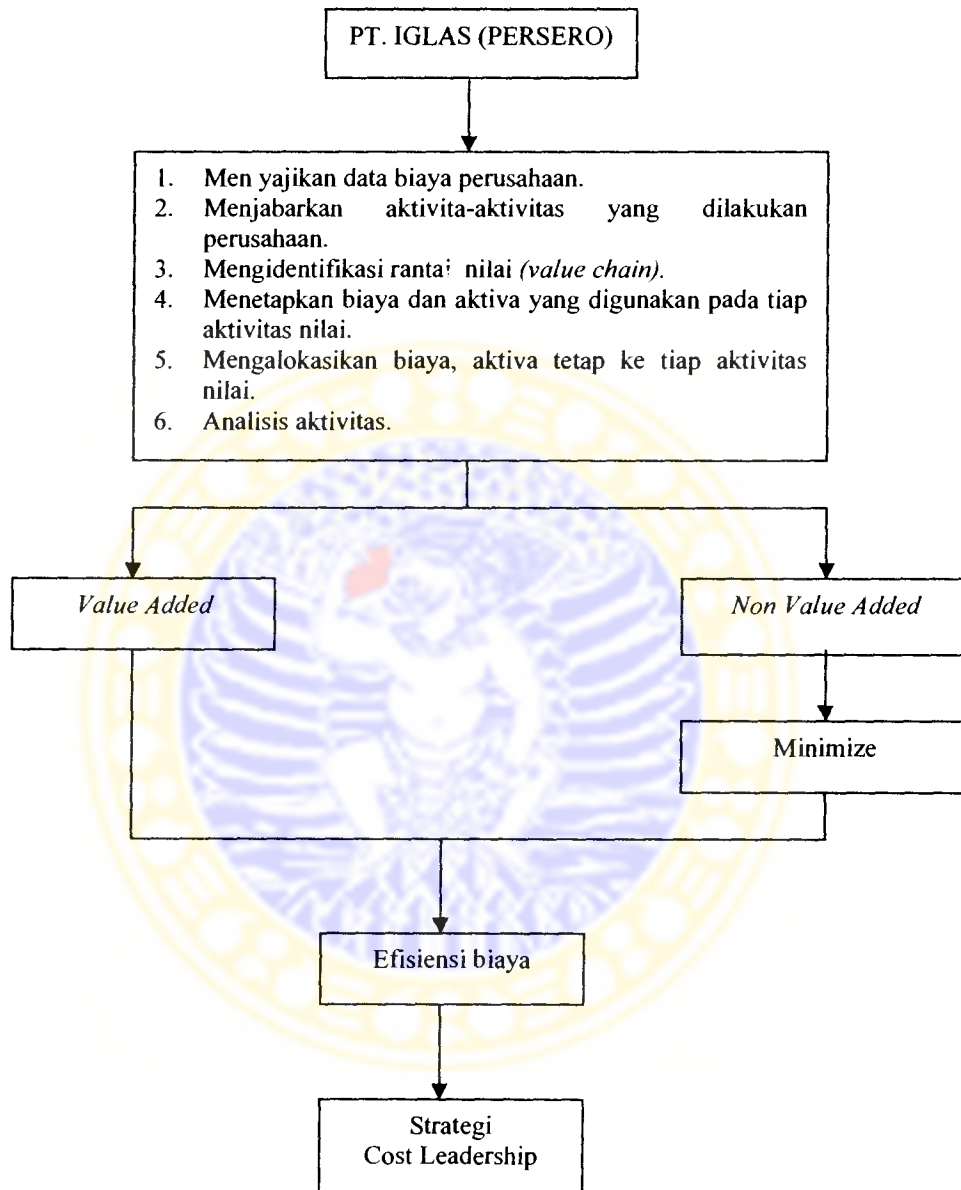 PT. IGLAS (PERSERO)
1. Men yajikan data biaya perusahaan.
2. Menjabarkan aktivita-aktivitas yang dilakukan
perusahaan.
3. Mengidentifikasi rantai nilai (value chain).
4. Menetapkan biaya dan aktiva yang digunakan pada tiap
aktivitas nilai.
5. Mengalokasikan biaya, aktiva tetap ke tiap aktivitas
nilai.
6. Analisis aktivitas.
Value Added
Non Value Added
Minimize
Efisiensi biaya
Strategi
Cost Leadership